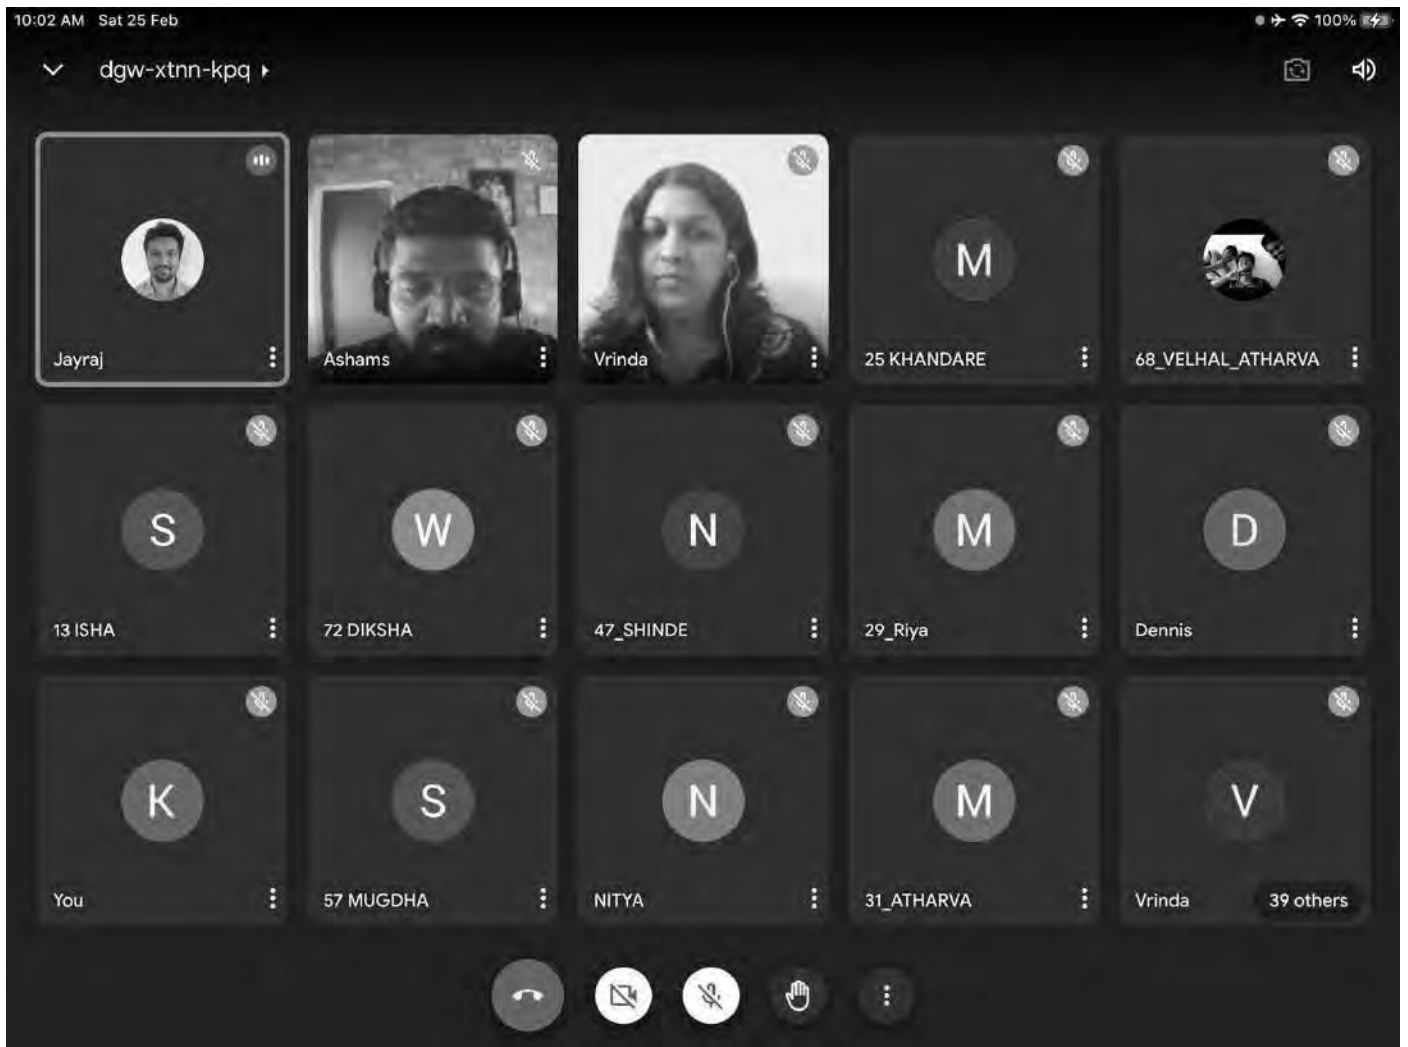 10:02 AM Sat 25 Feb
100%
dgw-xtnn-kpq
Jayraj
Ashams
Vrinda
M
25 KHANDARE
68_VELHAL_ATHARVA
S
13 ISHA
W
72 DIKSHA
N
47_SHINDE
M
29_Riya
D
Dennis
K
You
S
57 MUGDHA
N
NITYA
M
31_ATHARVA
V
Vrinda
39 others